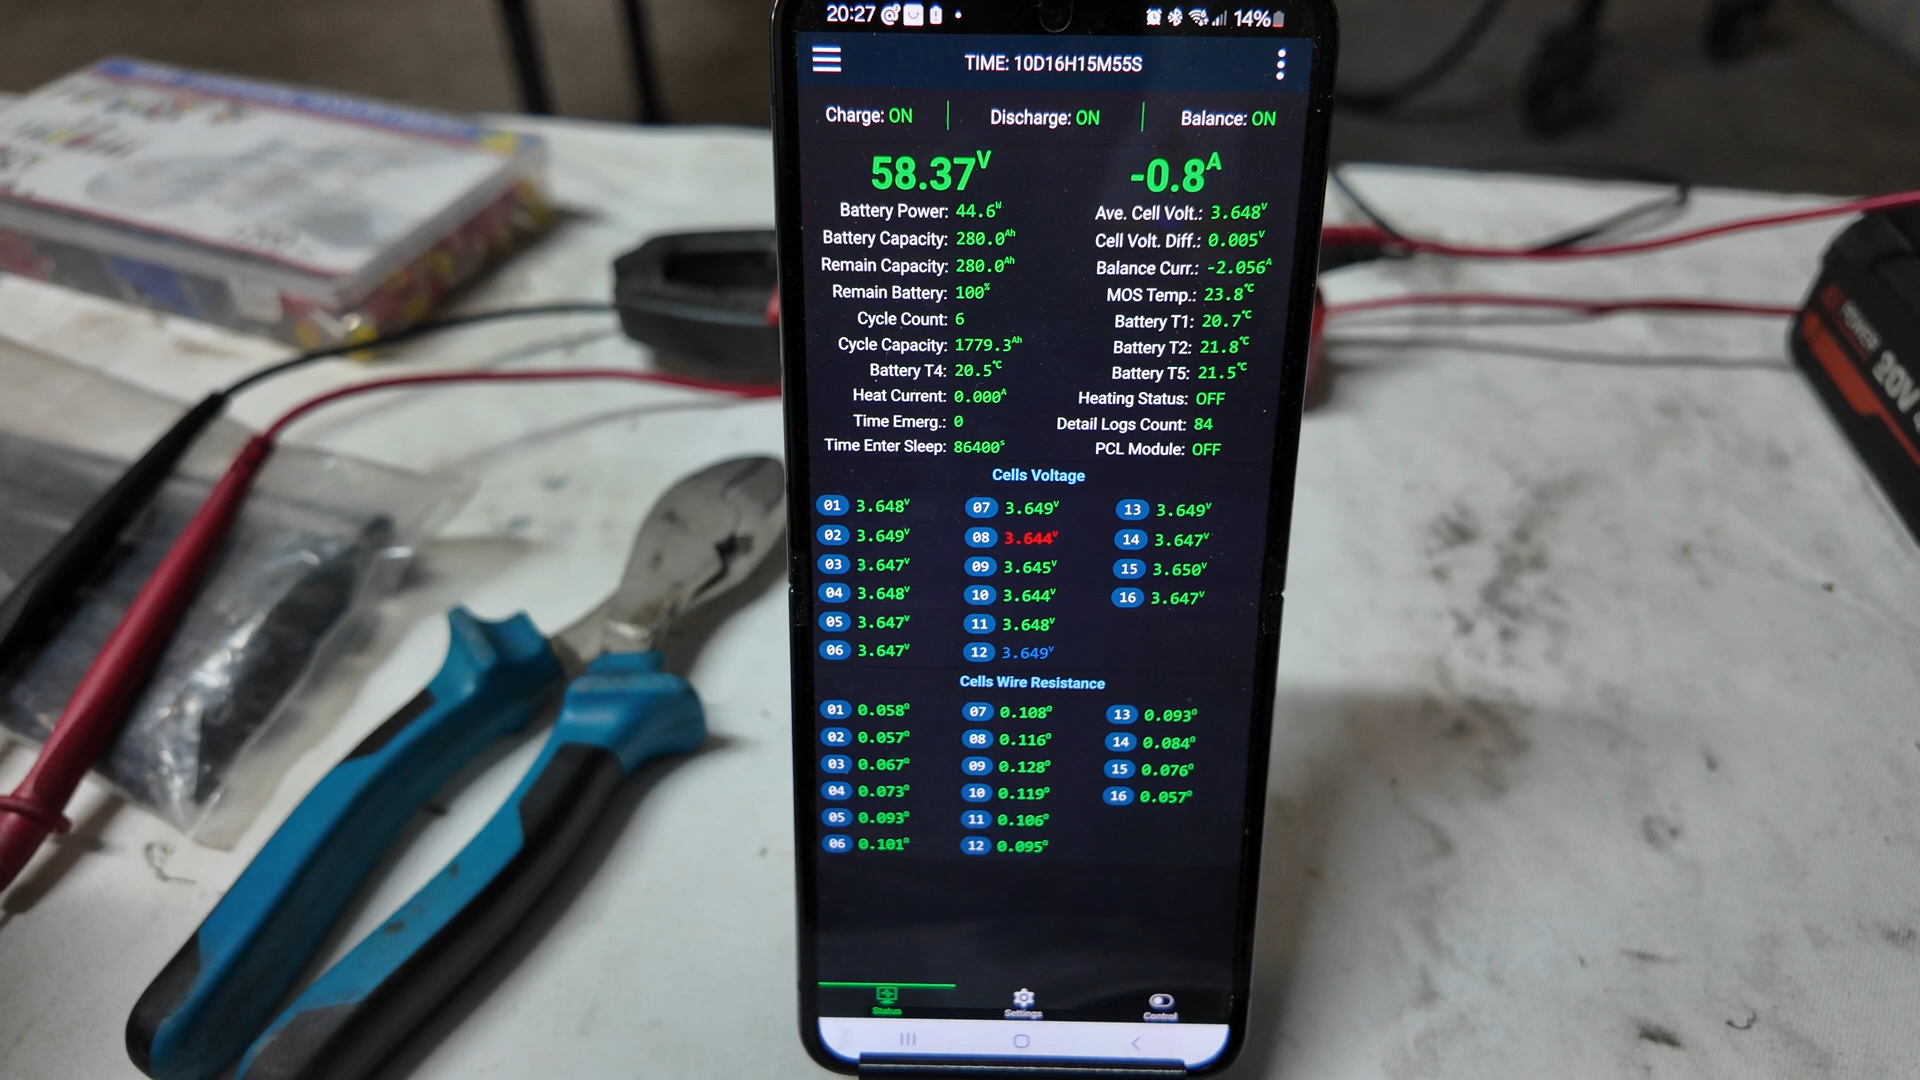 20:27 14%
TIME: 10D16H15M55S
Charge: ON Discharge: ON Balance: ON
58.37V -0.8A
Battery Power: 44.6W Ave. Cell Volt.: 3.648V
Battery Capacity: 280.0Ah Cell Volt. Diff.: 0.005V
Remain Capacity: 280.0Ah Balance Curr.: -2.056A
Remain Battery: 100% MOS Temp.: 23.8℃
Cycle Count: 6 Battery T1: 20.7℃
Cycle Capacity: 1779.3Ah Battery T2: 21.8℃
Battery T4: 20.5℃ Battery T5: 21.5℃
Heat Current: 0.000A Heating Status: OFF
Time Emerg.: 0 Detail Logs Count: 84
Time Enter Sleep: 86400s PCL Module: OFF
Cells Voltage
01 3.648V 07 3.649V 13 3.649V
02 3.649V 08 3.644V 14 3.647V
03 3.647V 09 3.645V 15 3.650V
04 3.648V 10 3.644V 16 3.647V
05 3.647V 11 3.648V
06 3.647V 12 3.649V
Cells Wire Resistance
01 0.058Ω 07 0.108Ω 13 0.093Ω
02 0.057Ω 08 0.116Ω 14 0.084Ω
03 0.067Ω 09 0.128Ω 15 0.076Ω
04 0.073Ω 10 0.119Ω 16 0.057Ω
05 0.093Ω 11 0.106Ω
06 0.101Ω 12 0.095Ω
Status Settings Control
POWER
20V